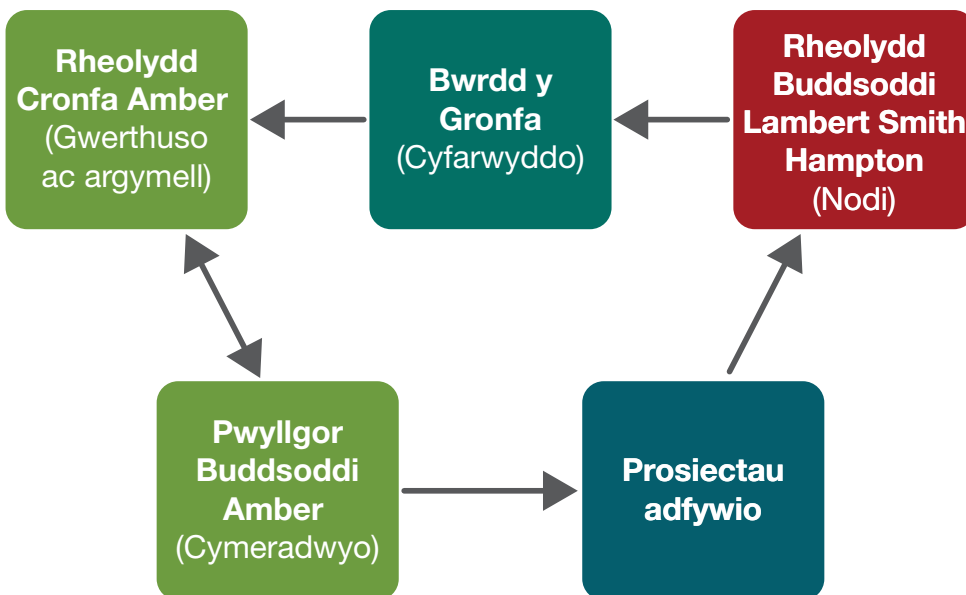 Rheolydd
Cronfa Amber
(Gwerthuso
ac argymell)
Bwrdd y
Gronfa
(Cyfarwyddo)
Rheolydd
Buddsoddi
Lambert Smith
Hampton
(Nodi)
Pwyllgor
Buddsoddi
Amber
(Cymeradwyo)
Prosiectau
adfywio